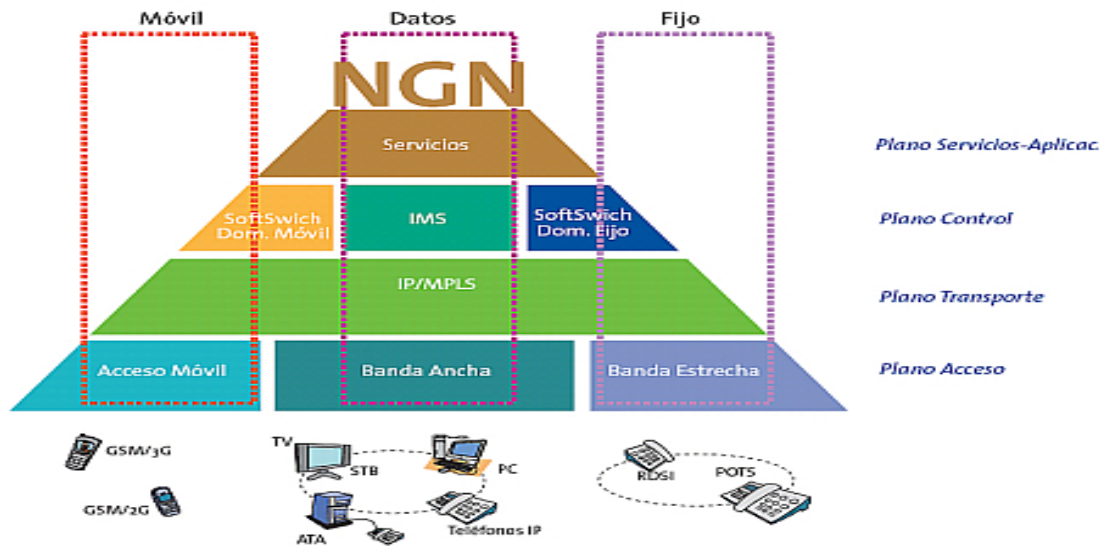 Móvil Datos Fijo
NGN
Servicios
Plano Servicios-Aplicac.
SoftSwich
Dom. Móvil
IMS
SoftSwich
Dom. Fijo
Plano Control
IP/MPLS
Plano Transporte
Acceso Móvil
Banda Ancha
Banda Estrecha
Plano Acceso
GSM/3G
GSM/2G
TV
STB
PC
ATA
Teléfonos IP
RDSI
POTS